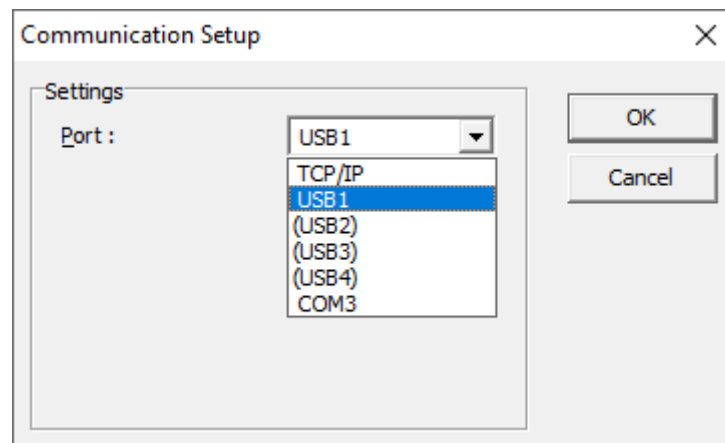 Communication Setup
Settings
Port :
USB1
OK
TCP/IP
USB1
(USB2)
(USB3)
(USB4)
COM3
Cancel